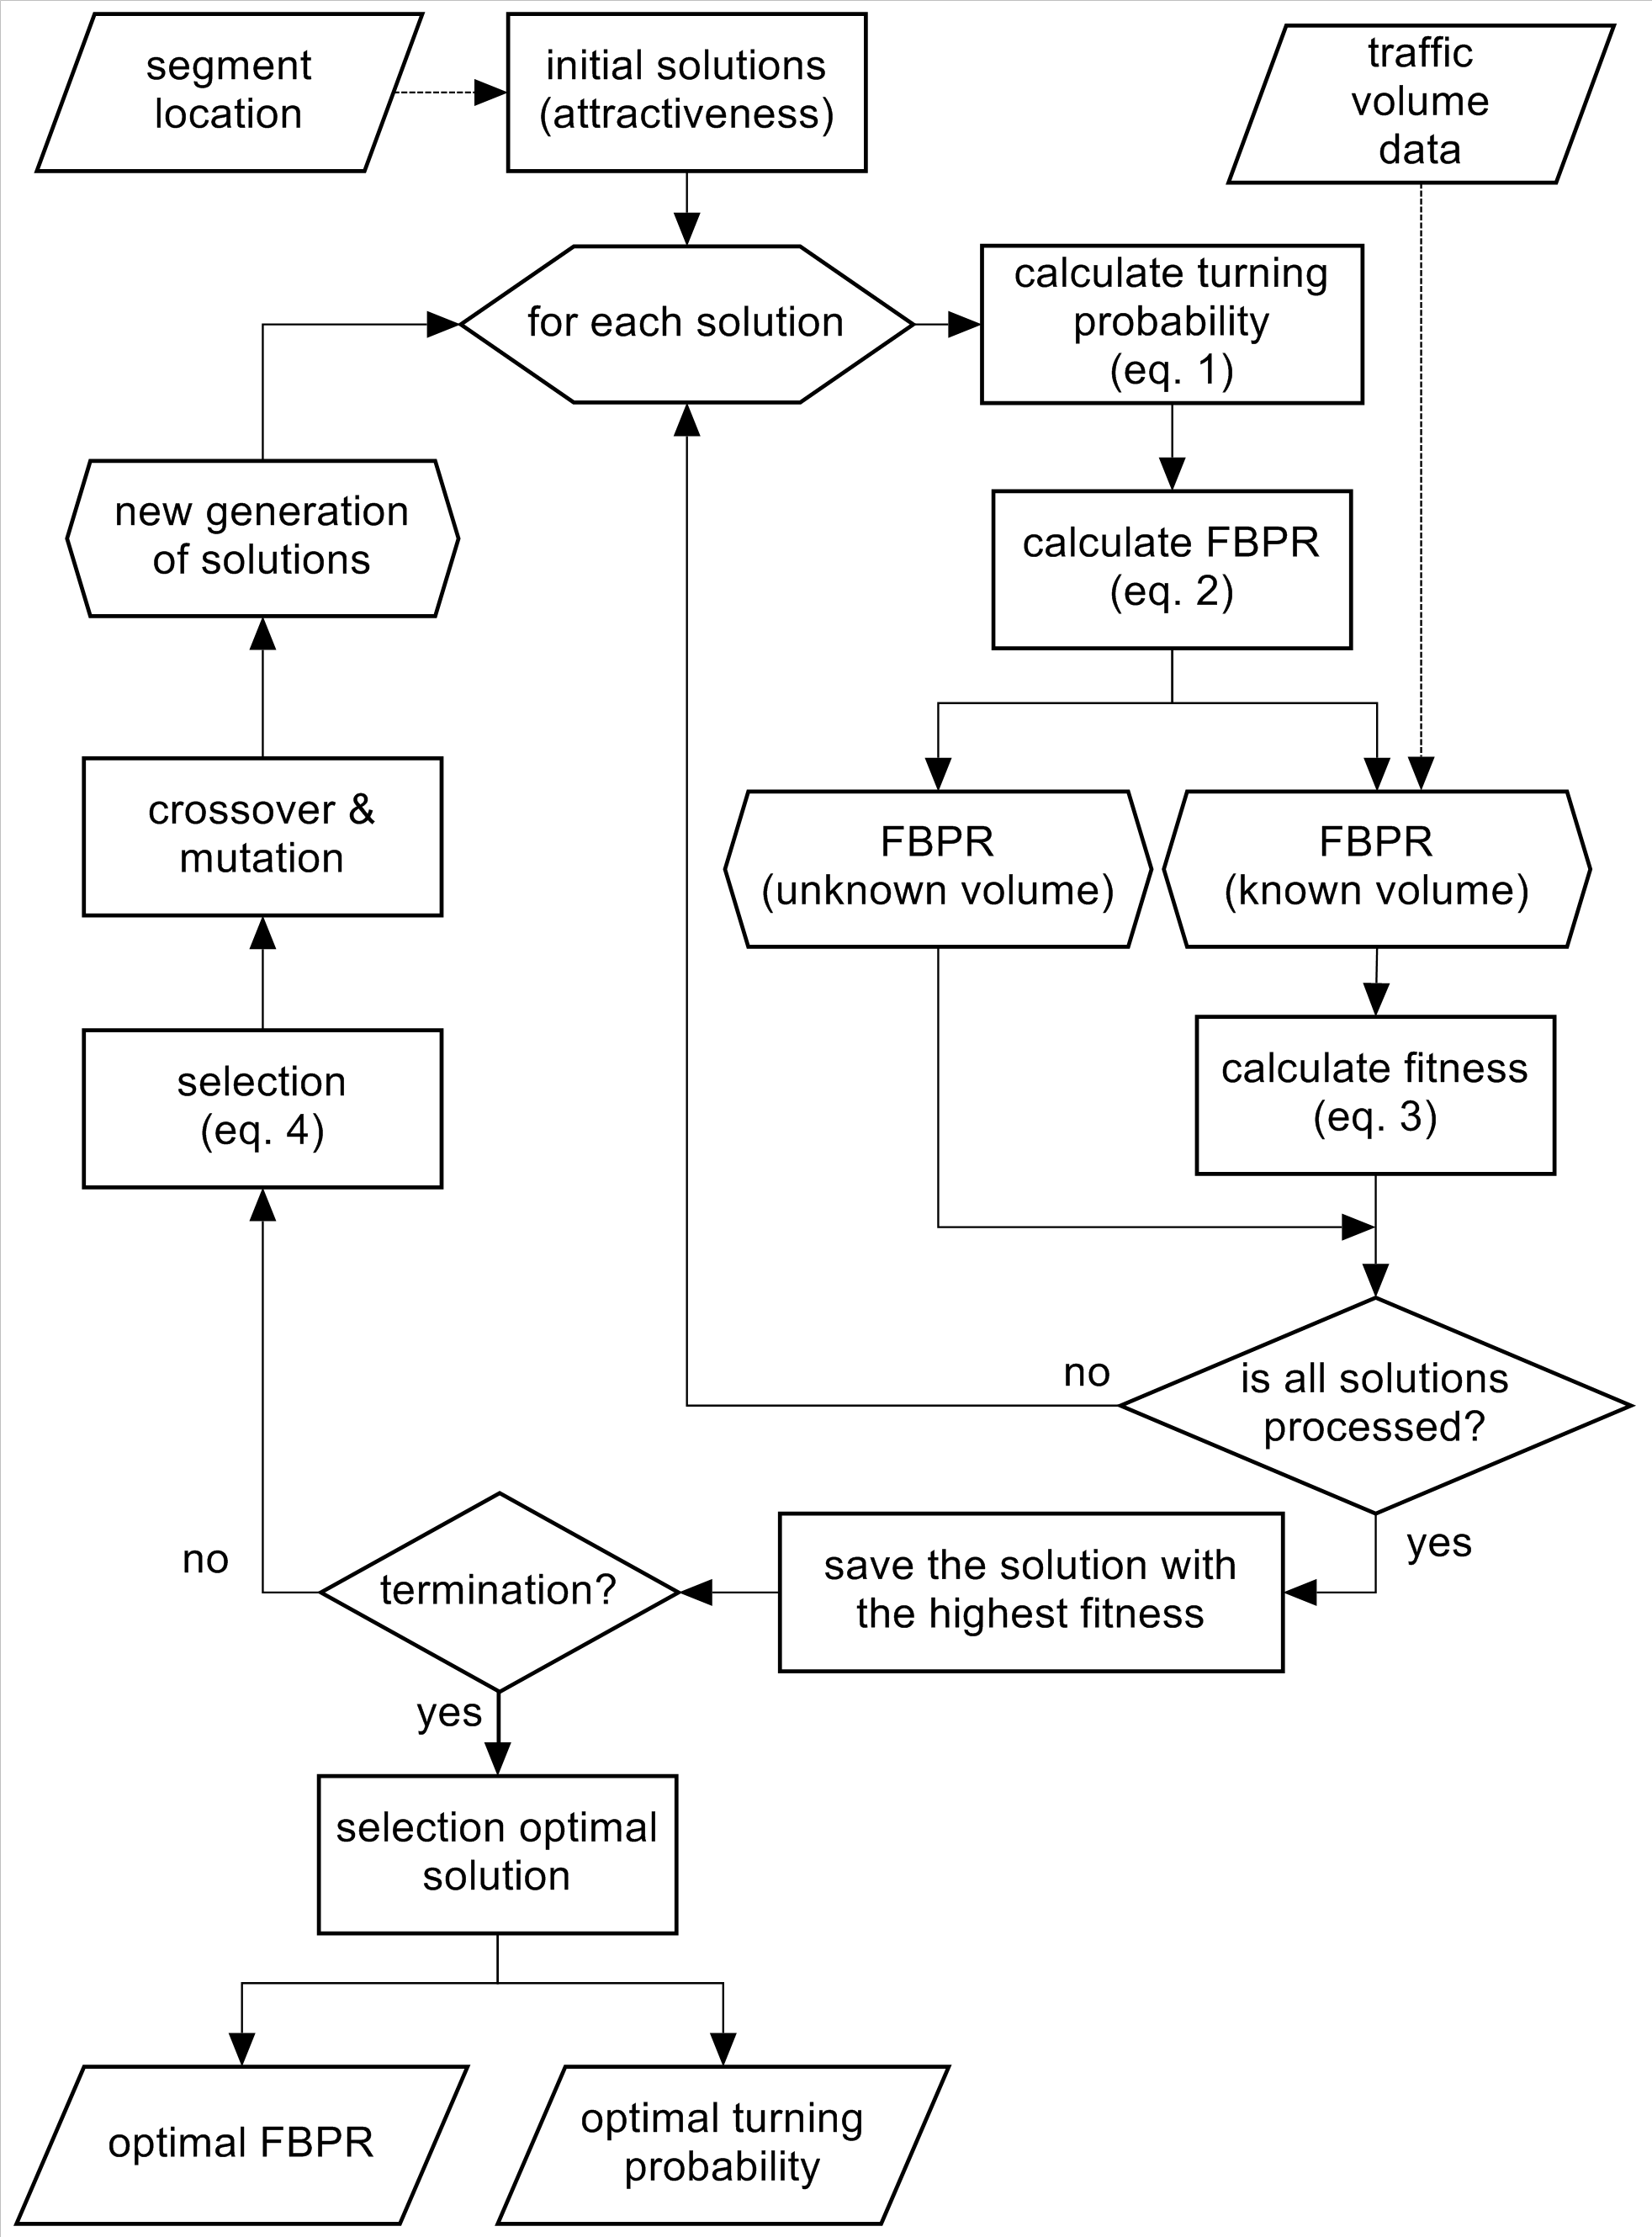 segment
location
initial solutions
(attractiveness)
traffic
volume
data
for each solution
calculate turning
probability
(eq. 1)
new generation
of solutions
calculate FBPR
(eq. 2)
crossover &
mutation
FBPR
(unknown volume)
FBPR
(known volume)
selection
(eq. 4)
calculate fitness
(eq. 3)
no
is all solutions
processed?
yes
no
termination?
save the solution with
the highest fitness
yes
selection optimal
solution
optimal FBPR
optimal turning
probability